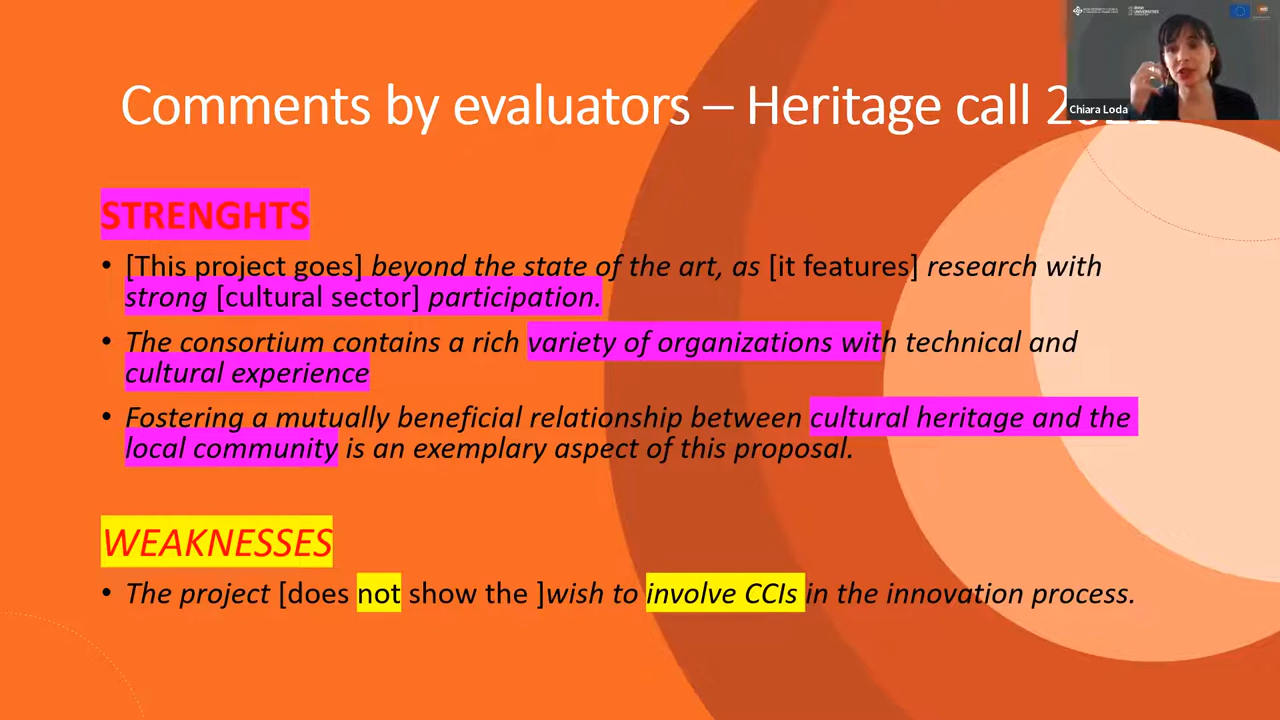 Comments by evaluators – Heritage call
Chiara Loda
STRENGHTS
• [This project goes] beyond the state of the art, as [it features] research with
strong [cultural sector] participation.
• The consortium contains a rich variety of organizations with technical and
cultural experience
• Fostering a mutually beneficial relationship between cultural heritage and the
local community is an exemplary aspect of this proposal.
WEAKNESSES
• The project [does not show the ]wish to involve CCIs in the innovation process.